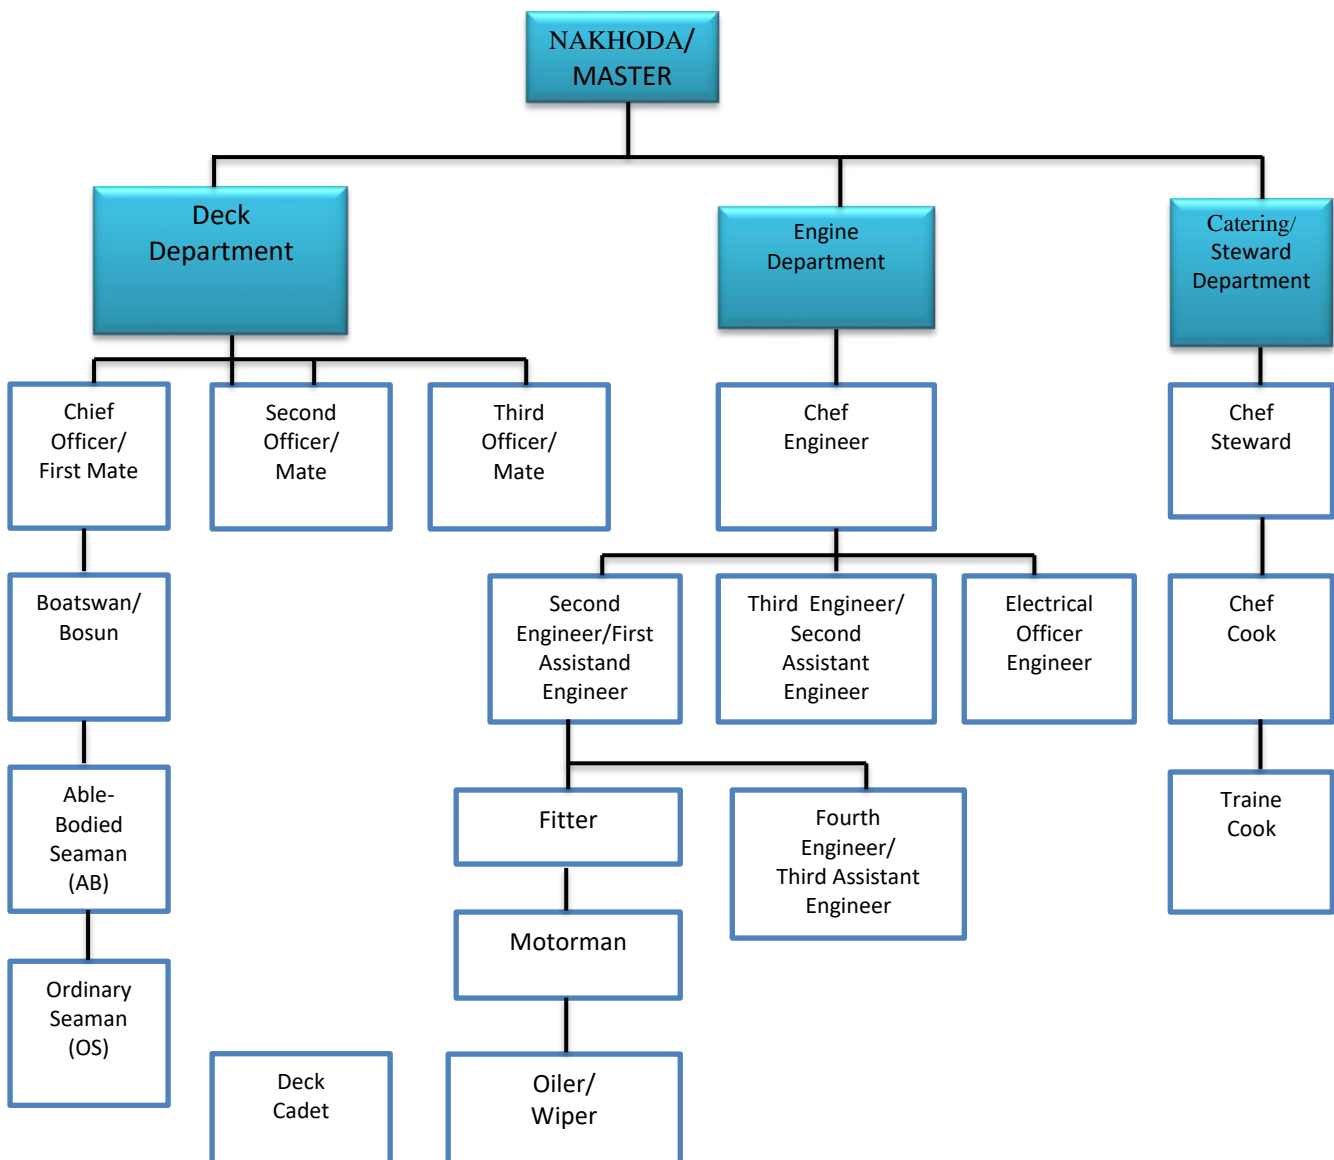 NAKHODA/
MASTER
Deck
Department
Engine
Department
Catering/
Steward
Department
Chief
Officer/
First Mate
Second
Officer/
Mate
Third
Officer/
Mate
Chef
Engineer
Chef
Steward
Boatswan/
Bosun
Second
Engineer/First
Assistand
Engineer
Third Engineer/
Second
Assistant
Engineer
Electrical
Officer
Engineer
Chef
Cook
Able-
Bodied
Seaman
(AB)
Fitter
Fourth
Engineer/
Third Assistant
Engineer
Traine
Cook
Motorman
Ordinary
Seaman
(OS)
Deck
Cadet
Oiler/
Wiper